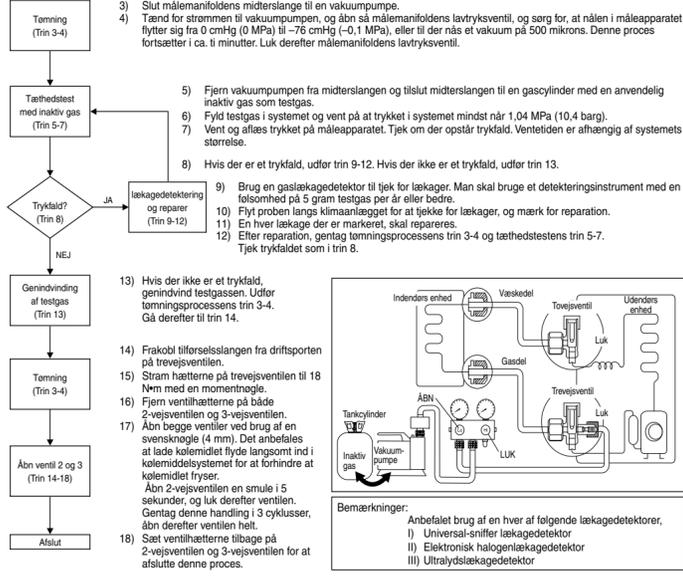 Tømning
(Trin 3-4)
3) Slut målemanifoldens midterslange til en vakuumpumpe.
4) Tænd for strømmen til vakuumpumpen, og åbn så målemanifoldens lavtryksventil, og sørg for, at nålen i måleapparatet
flytter sig fra 0 cmHg (0 MPa) til –76 cmHg (–0,1 MPa), eller til der nås et vakuum på 500 mikrons. Denne proces
fortsætter i ca. ti minutter. Luk derefter målemanifoldens lavtryksventil.
Tæthedstest
med inaktiv gas
(Trin 5-7)
5) Fjern vakuumpumpen fra midterslangen og tilslut midterslangen til en gascylinder med en anvendelig
inaktiv gas som testgas.
6) Fyld testgas i systemet og vent på at trykket i systemet mindst når 1,04 MPa (10,4 barg).
7) Vent og aflæs trykket på måleapparatet. Tjek om der opstår trykfald. Ventetiden er afhængig af systemets
størrelse.
8) Hvis der er et trykfald, udfør trin 9-12. Hvis der ikke er et trykfald, udfør trin 13.
Trykfald?
(Trin 8)
JA
NEJ
lækagedetektering
og reparer
(Trin 9-12)
9) Brug en gaslækagedetektor til tjek for lækager. Man skal bruge et detekteringsinstrument med en
følsomhed på 5 gram testgas per år eller bedre.
10) Flyt proben langs klimaanlægget for at tjekke for lækager, og mærk for reparation.
11) En hver lækage der er markeret, skal repareres.
12) Efter reparation, gentag tømningsprocessens trin 3-4 og tæthedstestens trin 5-7.
Tjek trykfaldet som i trin 8.
Genindvinding
af testgas
(Trin 13)
13) Hvis der ikke er et trykfald,
genindvind testgassen. Udfør
tømningsprocessens trin 3-4.
Gå derefter til trin 14.
Tømning
(Trin 3-4)
14) Frakobl tilførselsslangen fra driftsporten
på trevejsventilen.
15) Stram hætterne på trevejsventilen til 18
N•m med en momentnøgle.
16) Fjern ventilhætterne på både
2-vejsventilen og 3-vejsventilen.
17) Åbn begge ventiler ved brug af en
svensknøgle (4 mm). Det anbefales
at lade kølemidlet flyde langsomt ind i
kølemiddelsystemet for at forhindre at
kølemidlet fryser.
Åbn 2-vejsventilen en smule i 5
sekunder, og luk derefter ventilen.
Gentag denne handling i 3 cyklusser,
åbn derefter ventilen helt.
18) Sæt ventilhætterne tilbage på
2-vejsventilen og 3-vejsventilen for at
afslutte denne proces.
Åbn ventil 2 og 3
(Trin 14-18)
Afslut
Indendørs enhed
Væskedel
Tovejsventil
Udendørs
enhed
Luk
Gasdel
Trevejsventil
Luk
ÅBN
Tankcylinder
LUK
Inaktiv
gas
Vakuum-
pumpe
Bemærkninger:
Anbefalet brug af en hver af følgende lækagedetektorer,
I) Universal-sniffer lækagedetektor
II) Elektronisk halogenlækagedetektor
III) Ultralydslækagedetektor